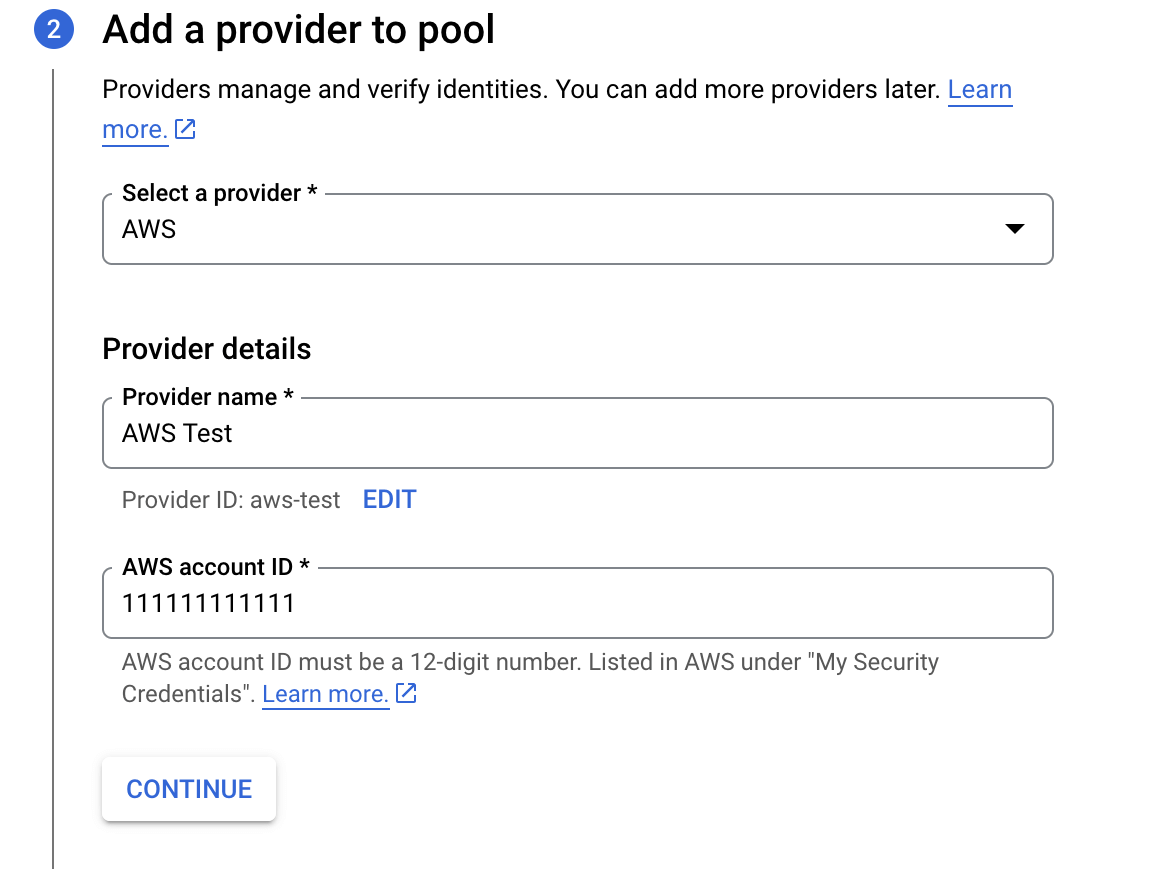 2 Add a provider to pool
Providers manage and verify identities. You can add more providers later. Learn
more.
Select a provider *
AWS
Provider details
Provider name *
AWS Test
Provider ID: aws-test EDIT
AWS account ID *
111111111111
AWS account ID must be a 12-digit number. Listed in AWS under "My Security
Credentials". Learn more.
CONTINUE